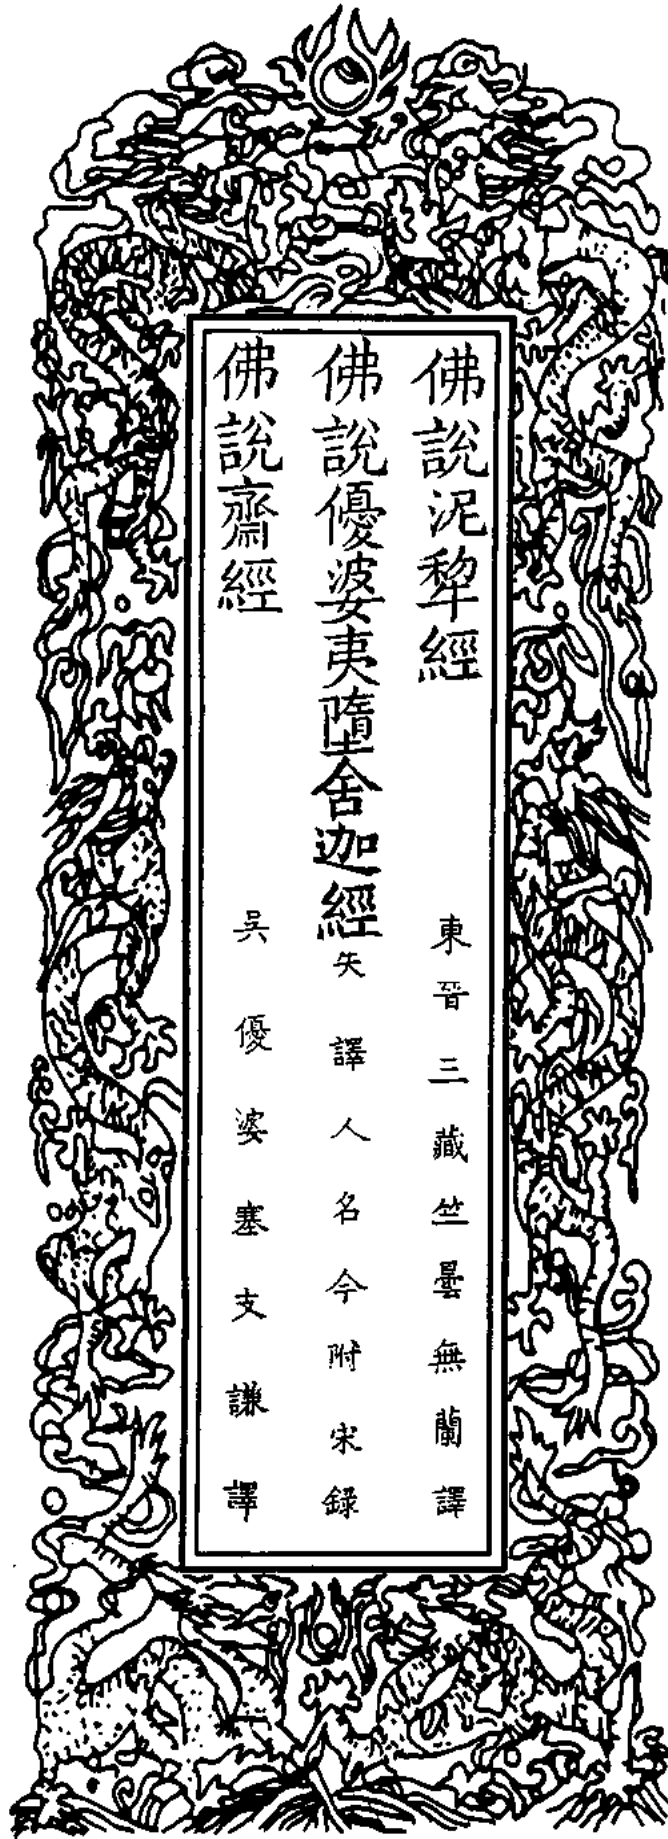 佛說泥犂經　東晉三藏竺曇無蘭譯
佛說優婆夷墮舍迦經　失譯人名今附宋錄
佛說齋經　吳優婆塞支謙譯